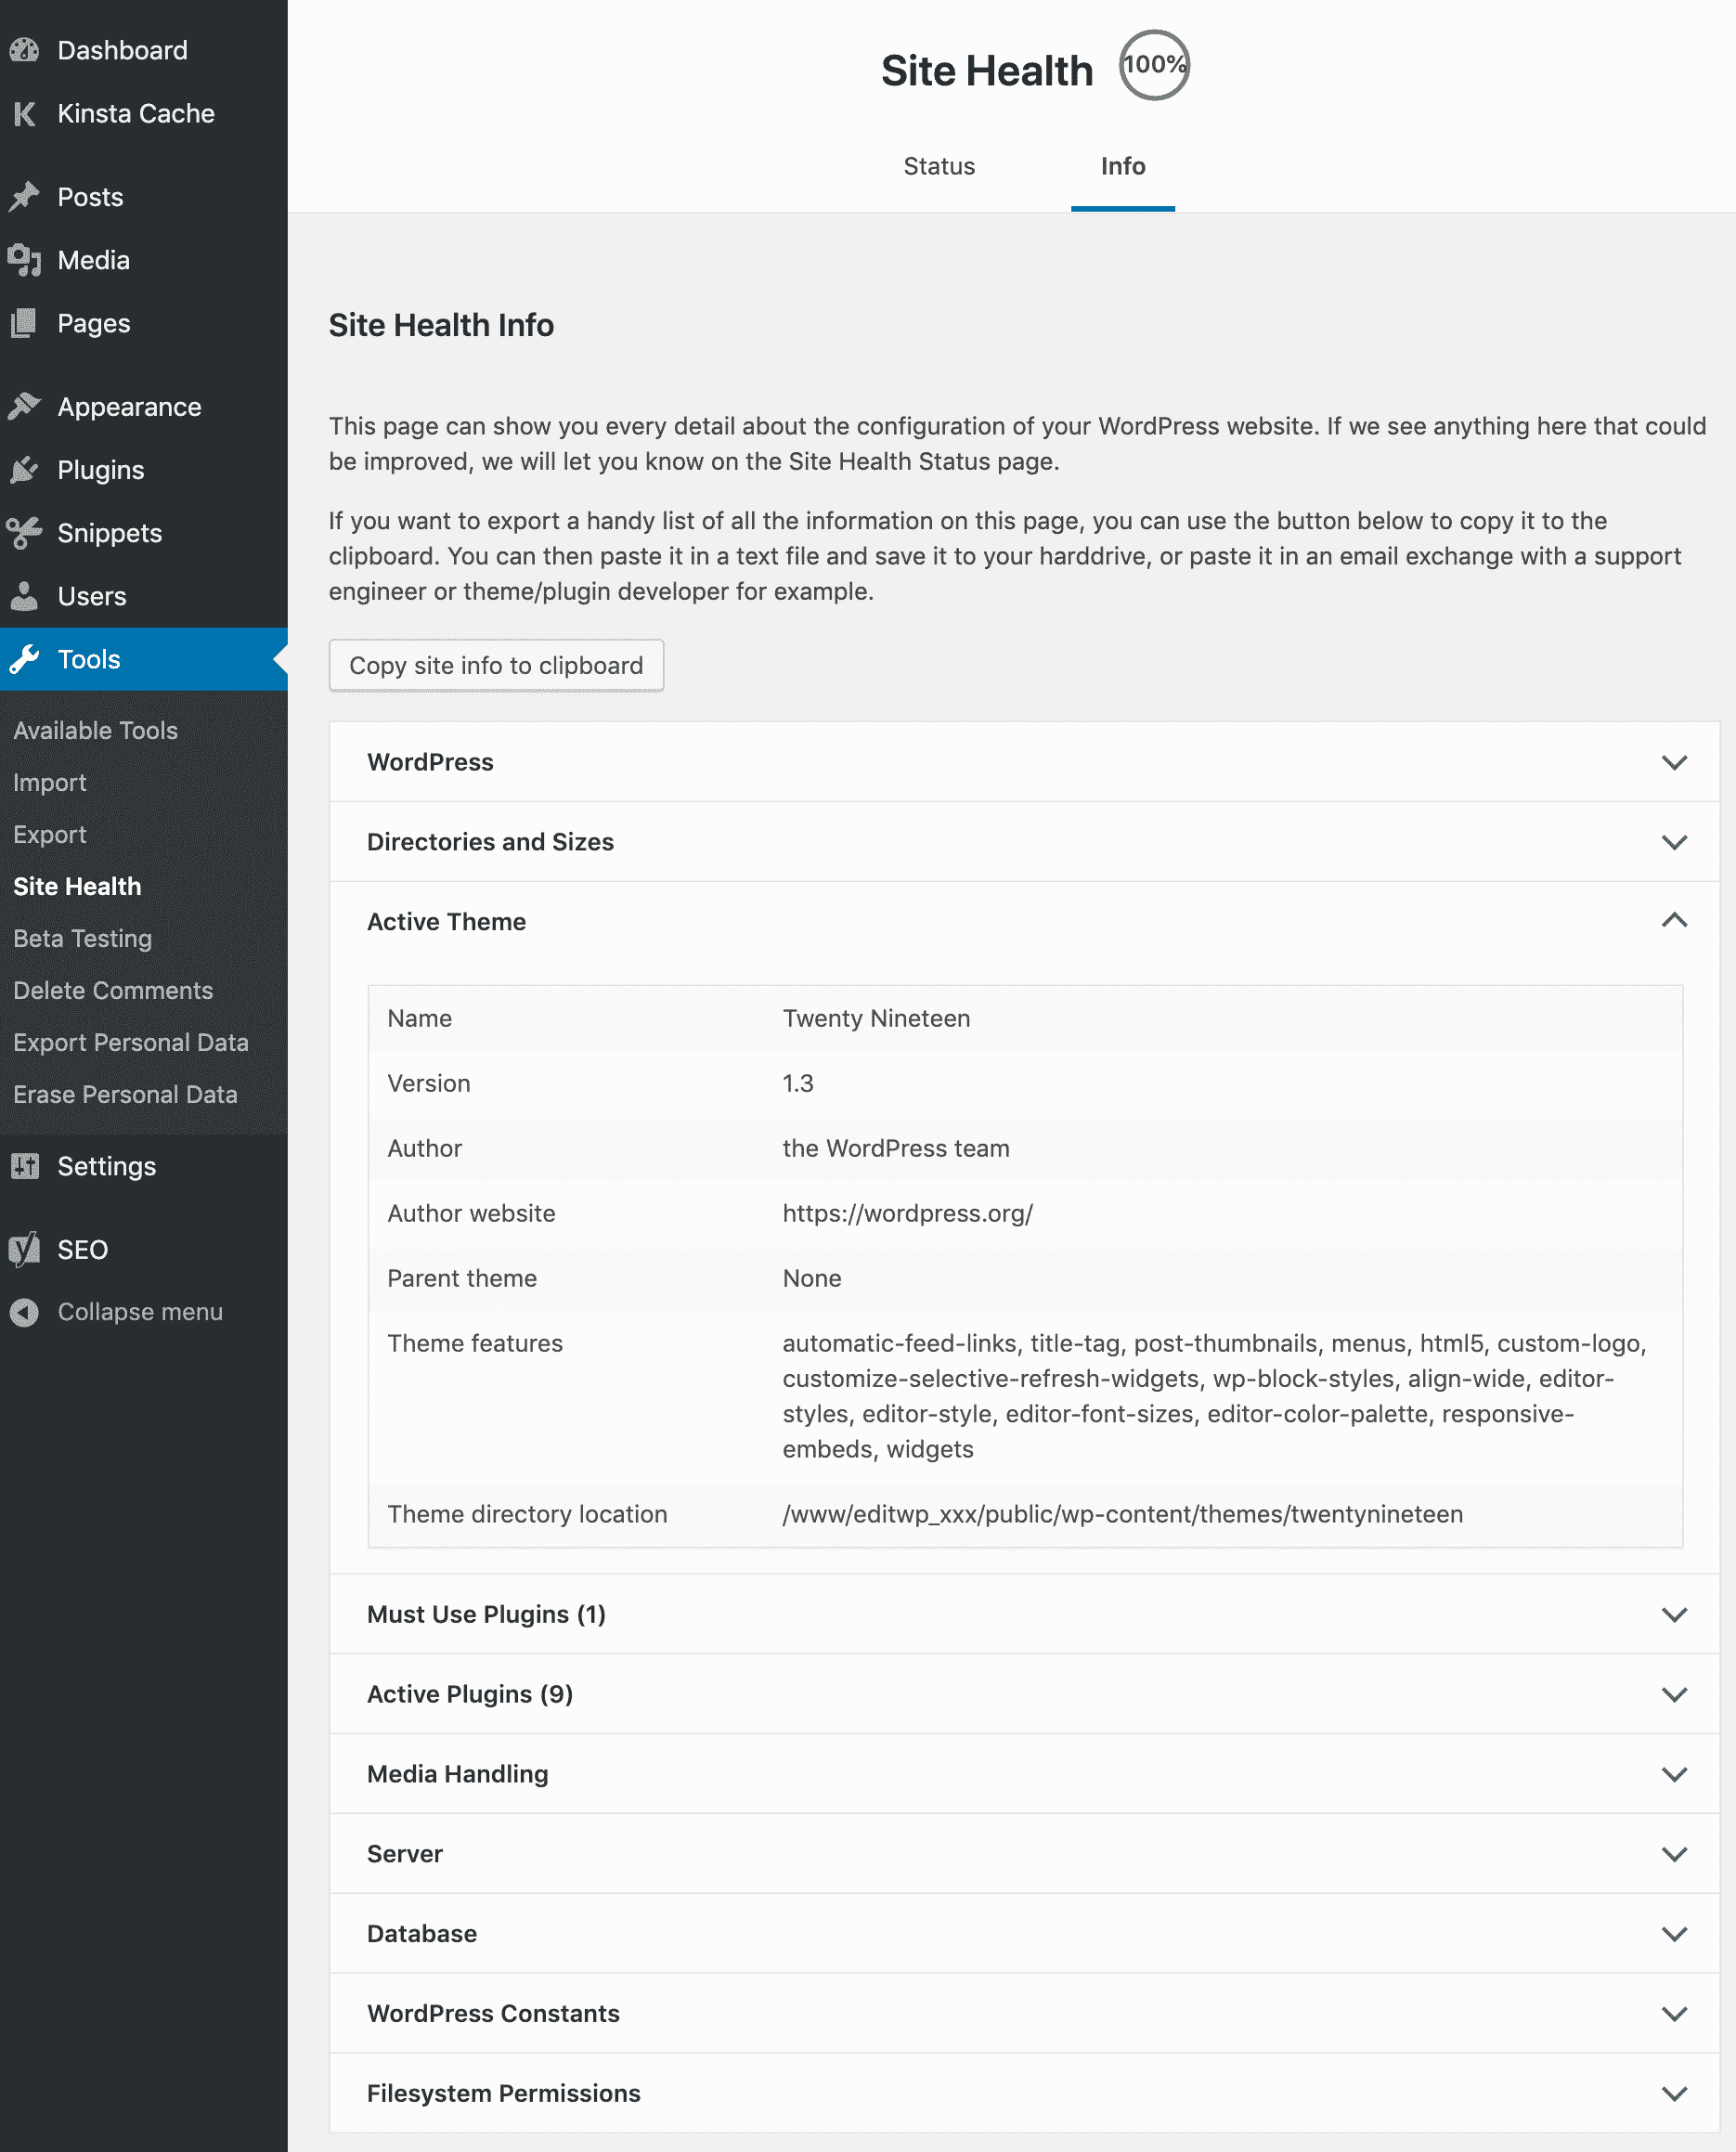 Dashboard
Kinsta Cache
Posts
Media
Pages
Appearance
Plugins
Snippets
Users
Tools
Available Tools
Import
Export
Site Health
Beta Testing
Delete Comments
Export Personal Data
Erase Personal Data
Settings
SEO
Collapse menu
Site Health 100%
Status Info
Site Health Info
This page can show you every detail about the configuration of your WordPress website. If we see anything here that could
be improved, we will let you know on the Site Health Status page.
If you want to export a handy list of all the information on this page, you can use the button below to copy it to the
clipboard. You can then paste it in a text file and save it to your harddrive, or paste it in an email exchange with a support
engineer or theme/plugin developer for example.
Copy site info to clipboard
WordPress
Directories and Sizes
Active Theme
Name Twenty Nineteen
Version 1.3
Author the WordPress team
Author website https://wordpress.org/
Parent theme None
Theme features automatic-feed-links, title-tag, post-thumbnails, menus, html5, custom-logo,
customize-selective-refresh-widgets, wp-block-styles, align-wide, editor-
styles, editor-style, editor-font-sizes, editor-color-palette, responsive-
embeds, widgets
Theme directory location /www/editwp_xxx/public/wp-content/themes/twentynineteen
Must Use Plugins (1)
Active Plugins (9)
Media Handling
Server
Database
WordPress Constants
Filesystem Permissions